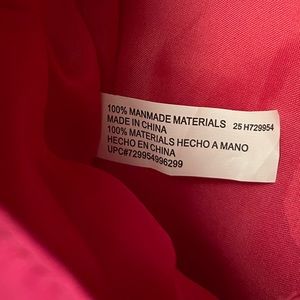 100% MANMADE MATERIALS 25 H729954
MADE IN CHINA
100% MATERIALS HECHO A MANO
HECHO EN CHINA
UPC#729954996299